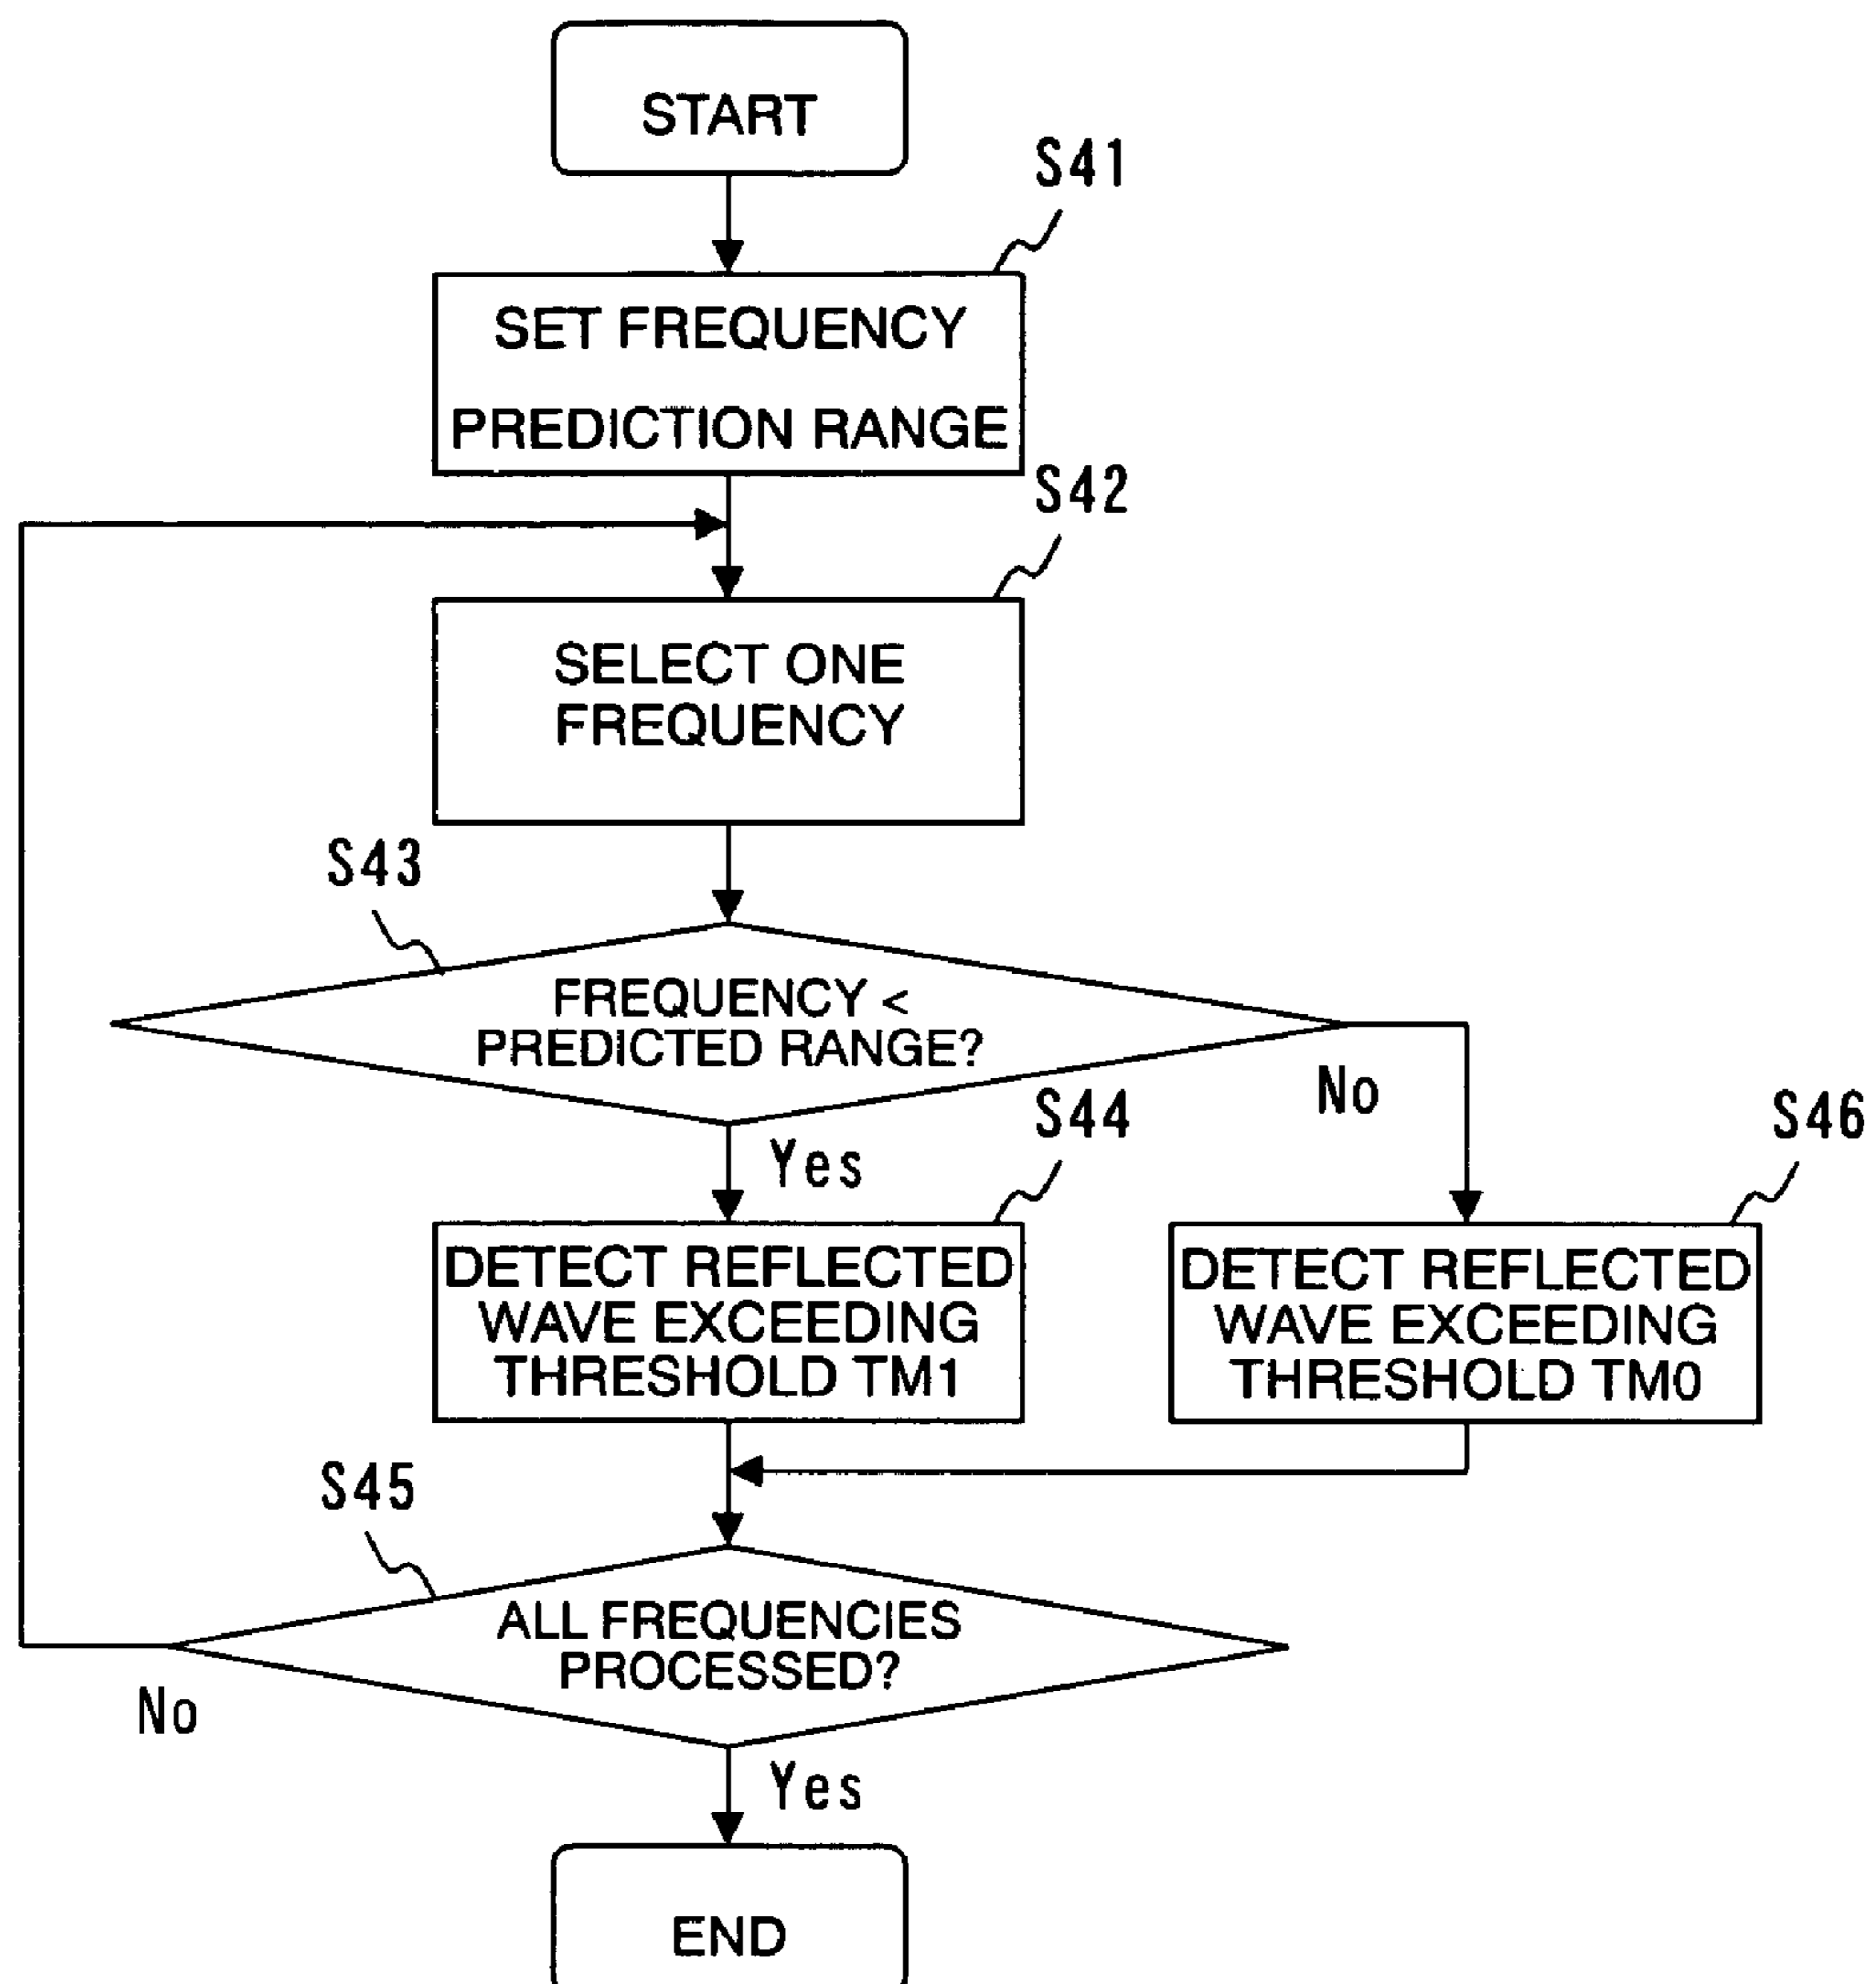 START
S41
SET FREQUENCY
PREDICTION RANGE
S42
SELECT ONE
FREQUENCY
S43
FREQUENCY <
PREDICTED RANGE?
No
Yes
S44
S46
DETECT REFLECTED
WAVE EXCEEDING
THRESHOLD TM1
DETECT REFLECTED
WAVE EXCEEDING
THRESHOLD TM0
S45
ALL FREQUENCIES
PROCESSED?
No
Yes
END